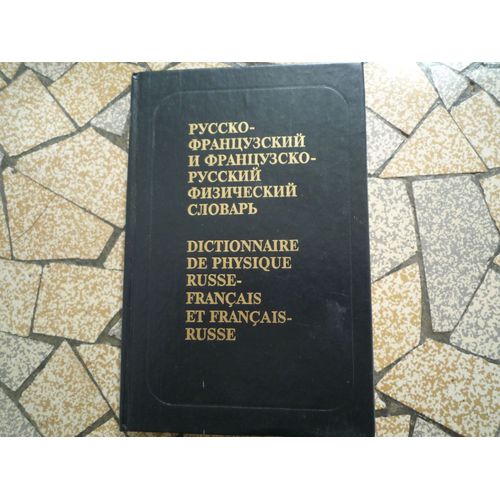 РУССКО-
ФРАНЦУЗСКИЙ
И ФРАНЦУЗСКО-
РУССКИЙ
ФИЗИЧЕСКИЙ
СЛОВАРЬ
DICTIONNAIRE
DE PHYSIQUE
RUSSE-
FRANÇAIS
ET FRANÇAIS-
RUSSE